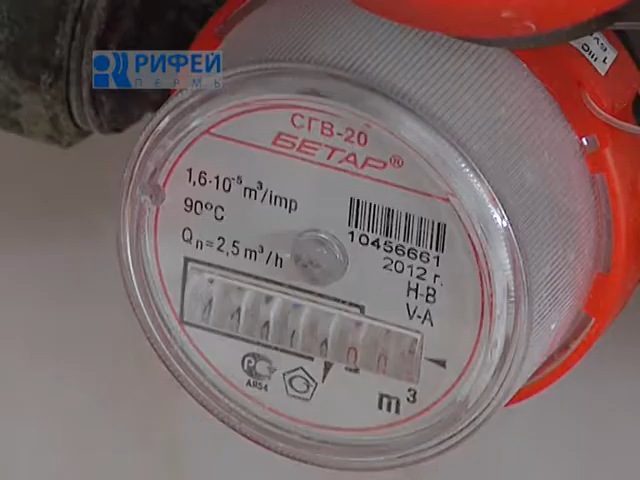 РИФЕЙ
ПЕРМЬ
СГВ-20
БЕТАР®
1,6·10⁻⁵ m³/imp
90°C
Qn=2,5 m³/h
10456661
2012 г.
H-B
V-A
m³